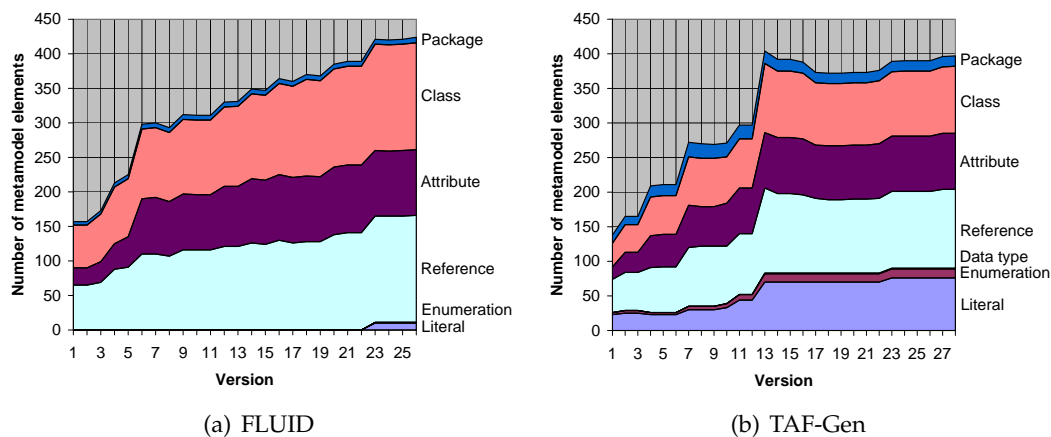 Number of metamodel elements
450
400
350
300
250
200
150
100
50
0
1 3 5 7 9 11 13 15 17 19 21 23 25
Version
Package
Class
Attribute
Reference
Enumeration
Literal
(a) FLUID
Number of metamodel elements
450
400
350
300
250
200
150
100
50
0
1 3 5 7 9 11 13 15 17 19 21 23 25 27
Version
Package
Class
Attribute
Reference
Data type
Enumeration
Literal
(b) TAF-Gen